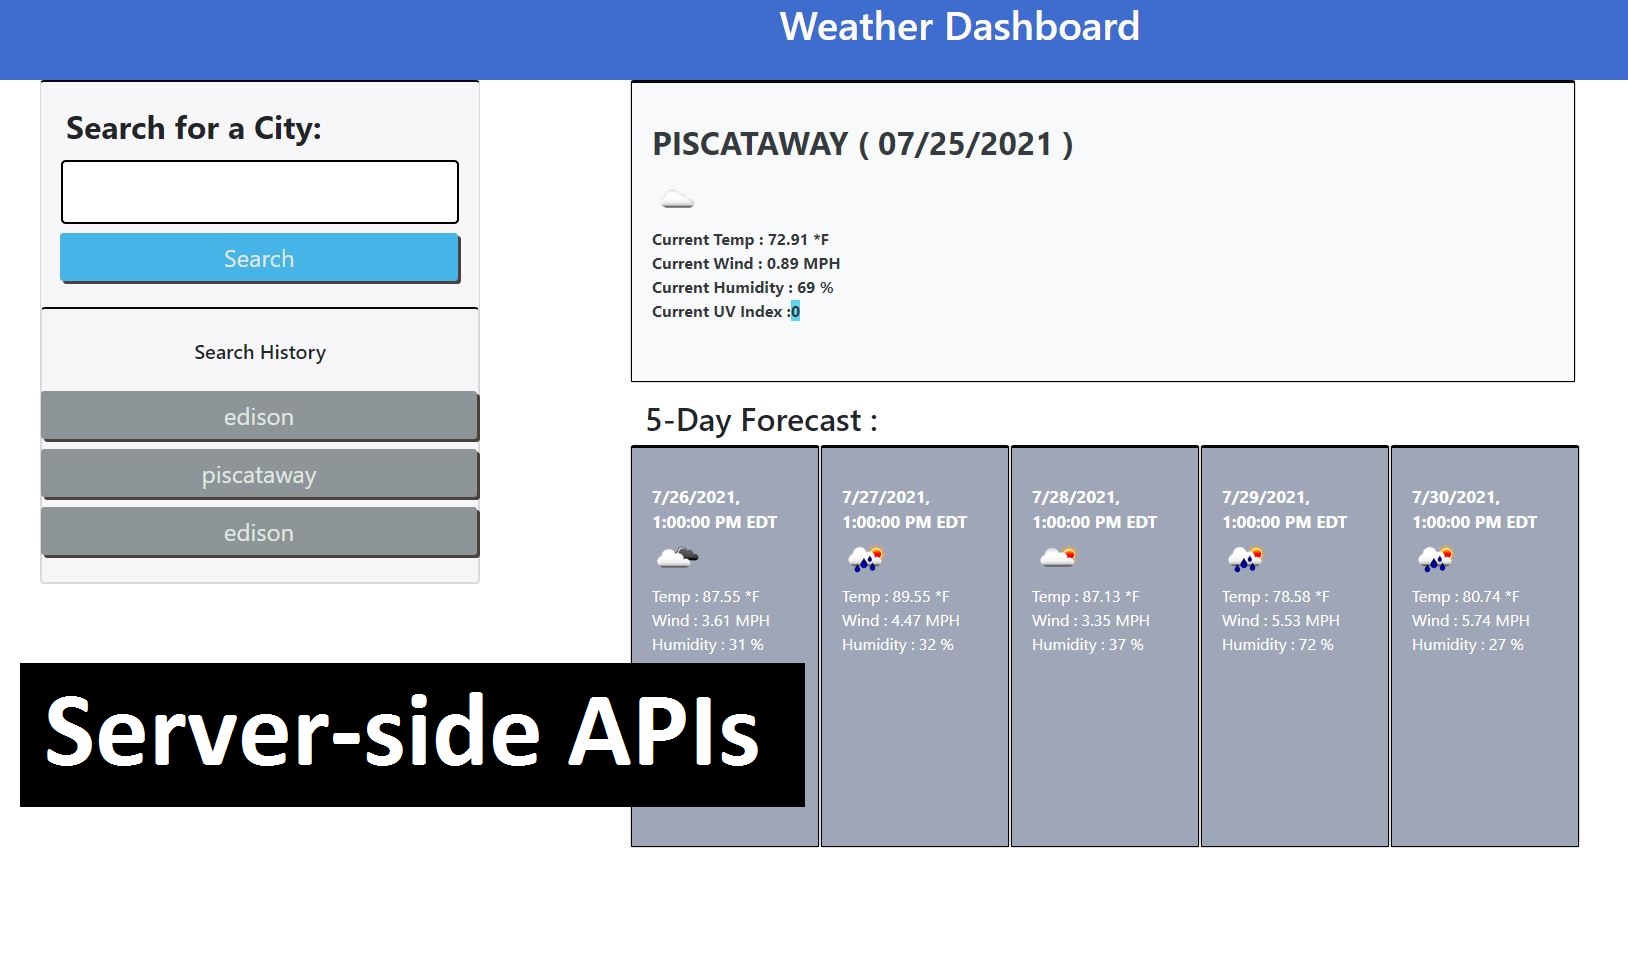 Weather Dashboard
Search for a City:
Search
Search History
edison
piscataway
edison
PISCATAWAY ( 07/25/2021 )
Current Temp : 72.91 *F
Current Wind : 0.89 MPH
Current Humidity : 69 %
Current UV Index :0
5-Day Forecast :
7/26/2021,
1:00:00 PM EDT
Temp : 87.55 *F
Wind : 3.61 MPH
Humidity : 31 %
7/27/2021,
1:00:00 PM EDT
Temp : 89.55 *F
Wind : 4.47 MPH
Humidity : 32 %
7/28/2021,
1:00:00 PM EDT
Temp : 87.13 *F
Wind : 3.35 MPH
Humidity : 37 %
7/29/2021,
1:00:00 PM EDT
Temp : 78.58 *F
Wind : 5.53 MPH
Humidity : 72 %
7/30/2021,
1:00:00 PM EDT
Temp : 80.74 *F
Wind : 5.74 MPH
Humidity : 27 %
Server-side APIs